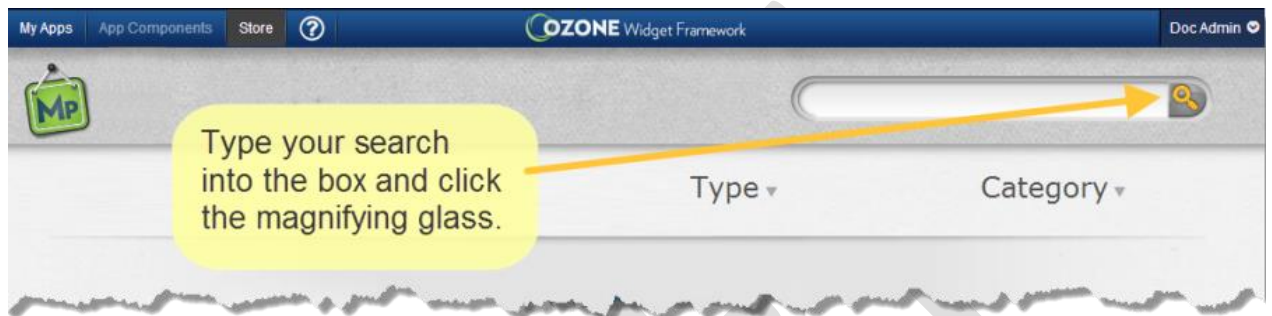 My Apps App Components Store ? OZONE Widget Framework Doc Admin
MP
Type your search
into the box and click
the magnifying glass.
Type Category